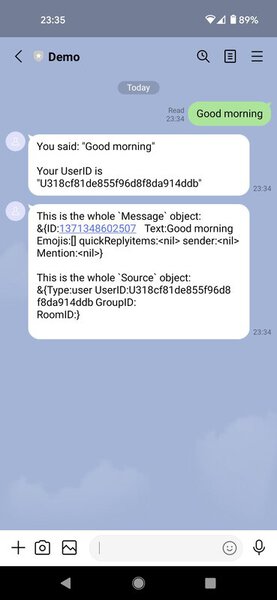 23:35
89%
Demo
Today
Read
23:34
Good morning
You said: "Good morning"
Your UserID is
"U318cf81de855f96d8f8da914ddb"
23:34
This is the whole `Message` object:
&{ID:1371348602507 Text:Good morning
Emojis:[] quickReplyitems:<nil> sender:<nil>
Mention:<nil>}
This is the whole `Source` object:
&{Type:user UserID:U318cf81de855f96d8
f8da914ddb GroupID:
RoomID:}
23:34